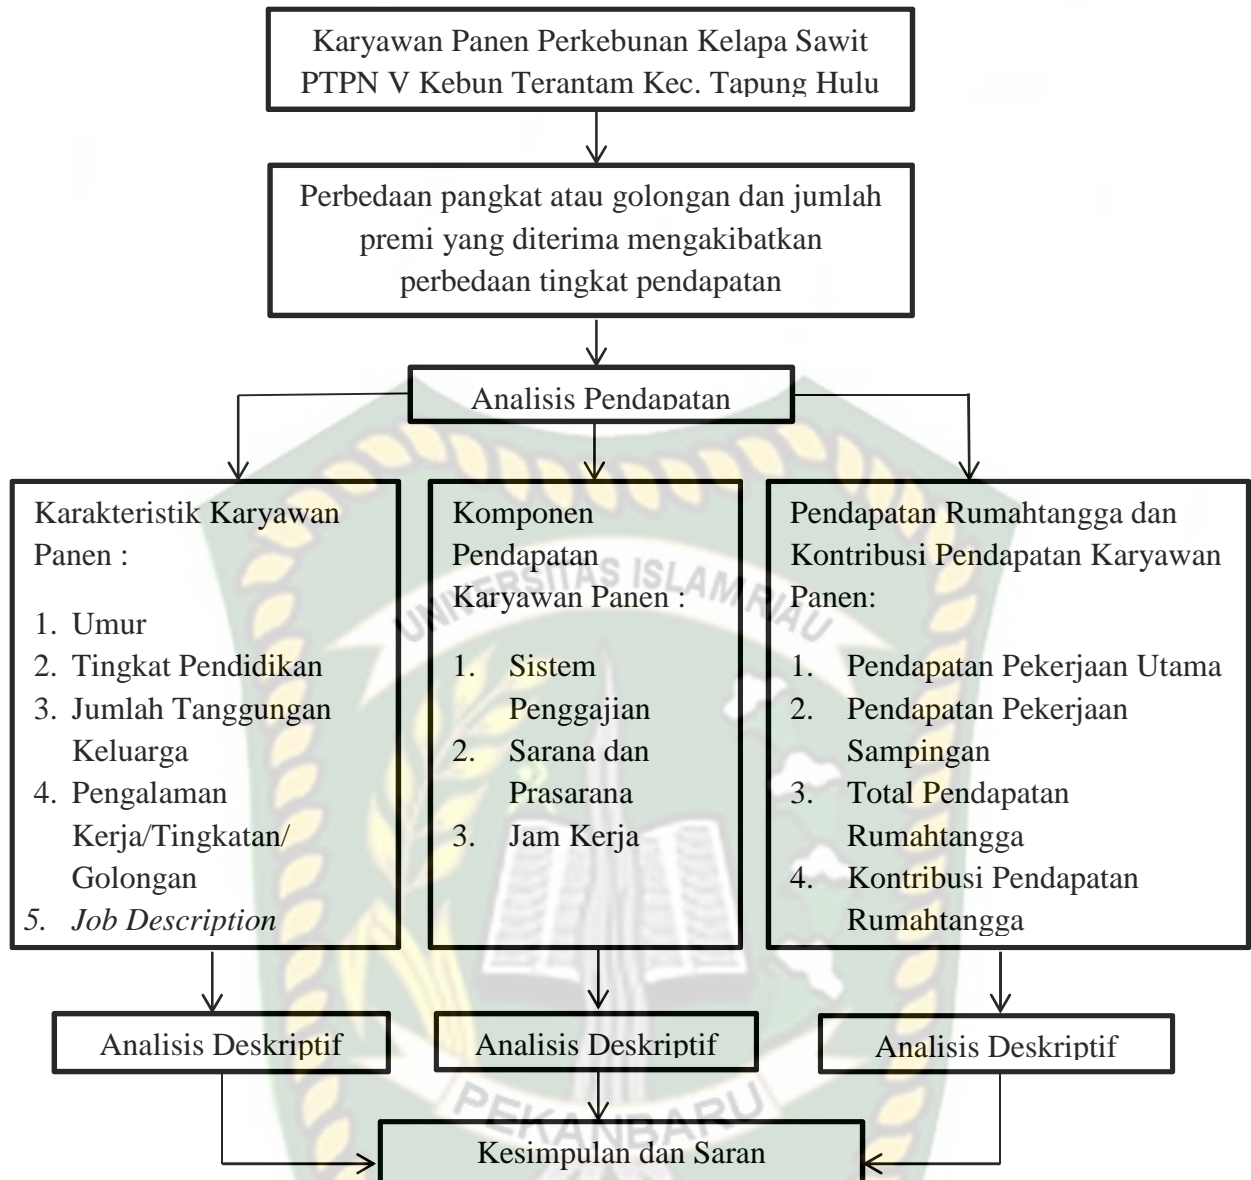 Karyawan Panen Perkebunan Kelapa Sawit
PTPN V Kebun Terantam Kec. Tapung Hulu
Perbedaan pangkat atau golongan dan jumlah
premi yang diterima mengakibatkan
perbedaan tingkat pendapatan
Analisis Pendapatan
Karakteristik Karyawan
Panen :
1. Umur
2. Tingkat Pendidikan
3. Jumlah Tanggungan
Keluarga
4. Pengalaman
Kerja/Tingkatan/
Golongan
5. Job Description
Komponen
Pendapatan
Karyawan Panen :
1. Sistem
Penggajian
2. Sarana dan
Prasarana
3. Jam Kerja
Pendapatan Rumahtangga dan
Kontribusi Pendapatan Karyawan
Panen:
1. Pendapatan Pekerjaan Utama
2. Pendapatan Pekerjaan
Sampingan
3. Total Pendapatan
Rumahtangga
4. Kontribusi Pendapatan
Rumahtangga
Analisis Deskriptif
Analisis Deskriptif
Analisis Deskriptif
Kesimpulan dan Saran
UNIVERSITAS ISLAM RIAU
PEKANBARU